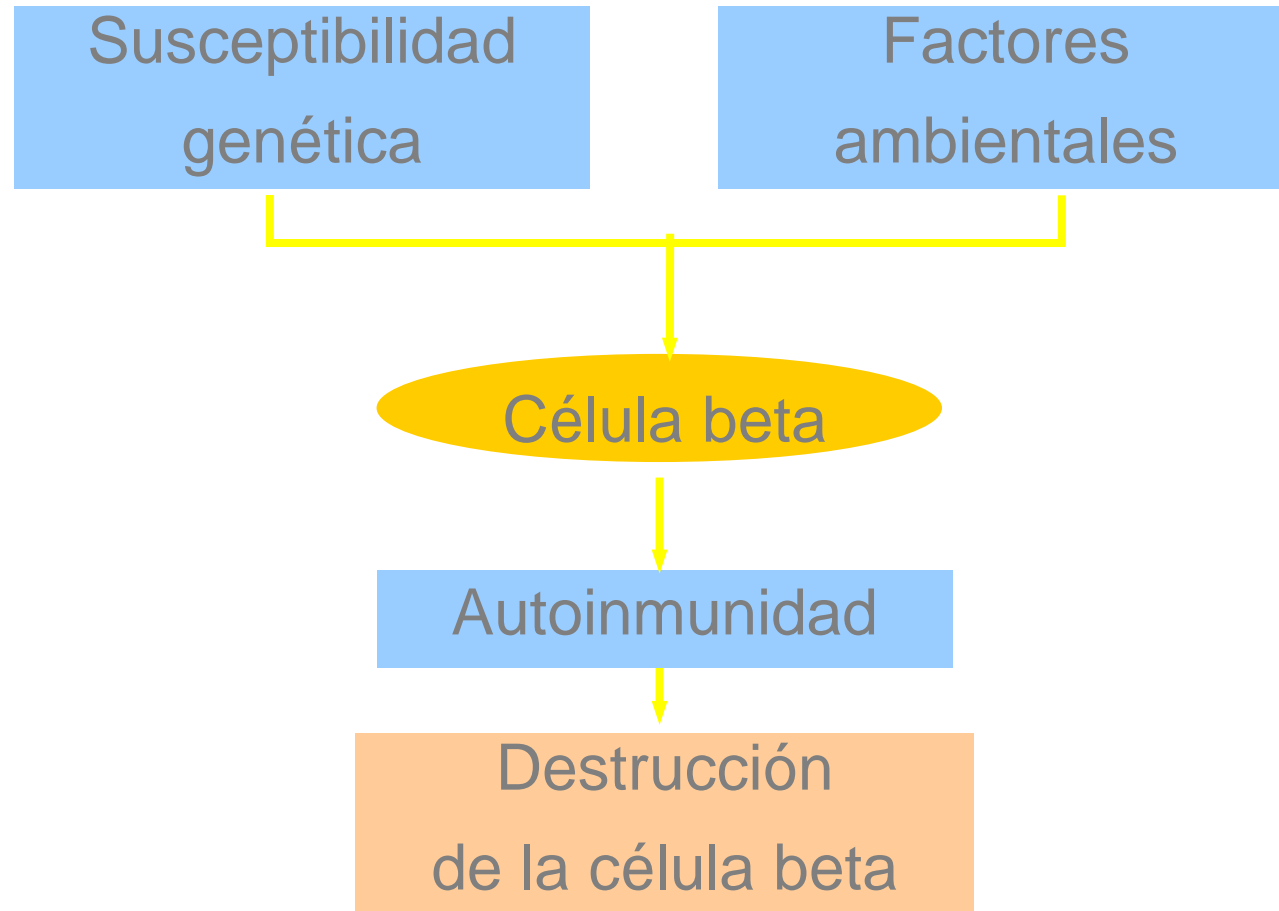 Susceptibilidad
genética
Factores
ambientales
Célula beta
Autoinmunidad
Destrucción
de la célula beta